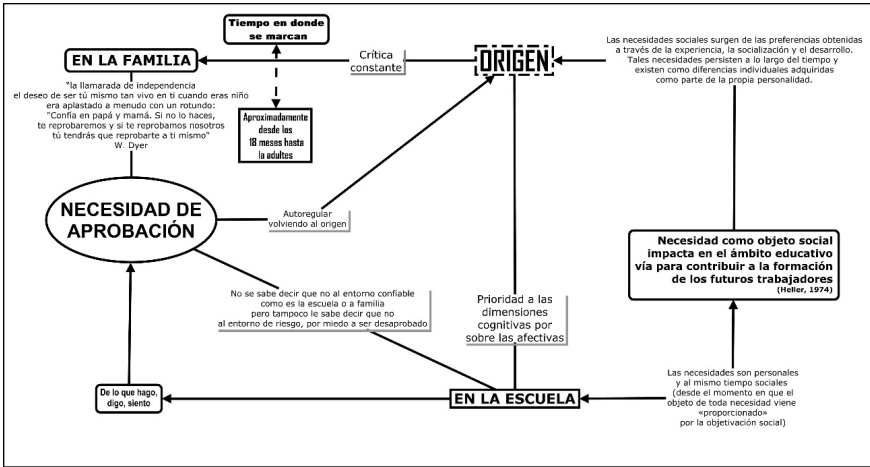 Tiempo en donde
se marcan
EN LA FAMILIA
Crítica
constante
ORIGEN
Las necesidades sociales surgen de las preferencias obtenidas
a través de la experiencia, la socialización y el desarrollo.
Tales necesidades persisten a lo largo del tiempo y
existen como diferencias individuales adquiridas
como parte de la propia personalidad.
"la llamarada de independencia
el deseo de ser tú mismo tan vivo en ti cuando eras niño
era aplastado a menudo con un rotundo:
"Confía en papá y mamá. Si no lo haces,
te reprobaremos y si te reprobamos nosotros
tú tendrás que reprobarte a ti mismo"
W. Dyer
Aproximadamente
desde los
18 meses hasta
la adultes
NECESIDAD DE
APROBACIÓN
Autoregular
volviendo al origen
Necesidad como objeto social
impacta en el ámbito educativo
vía para contribuir a la formación
de los futuros trabajadores
(Heller, 1974)
No se sabe decir que no al entorno confiable
como es la escuela o a familia
pero tampoco le sabe decir que no
al entorno de riesgo, por miedo a ser desaprobado
Prioridad a las
dimensiones
cognitivas por
sobre las afectivas
De lo que hago,
digo, siento
EN LA ESCUELA
Las necesidades son personales
y al mismo tiempo sociales
(desde el momento en que el
objeto de toda necesidad viene
«proporcionado»
por la objetivación social)